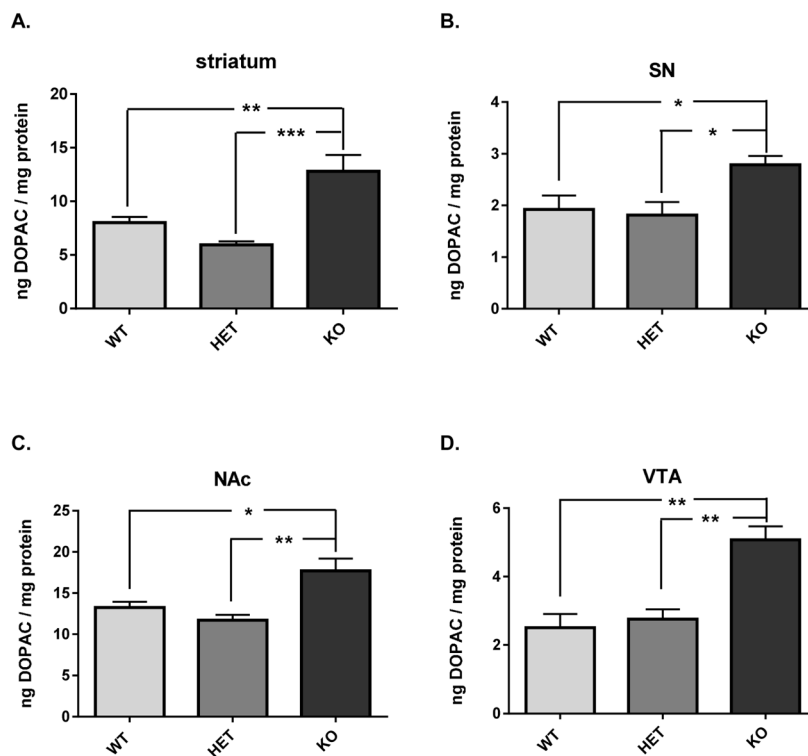 A.
striatum
ng DOPAC / mg protein
20
15
10
5
0
**
***
WT
HET
KO
B.
SN
ng DOPAC / mg protein
4
3
2
1
0
*
*
WT
HET
KO
C.
NAc
ng DOPAC / mg protein
25
20
15
10
5
0
*
**
WT
HET
KO
D.
VTA
ng DOPAC / mg protein
6
4
2
0
**
**
WT
HET
KO